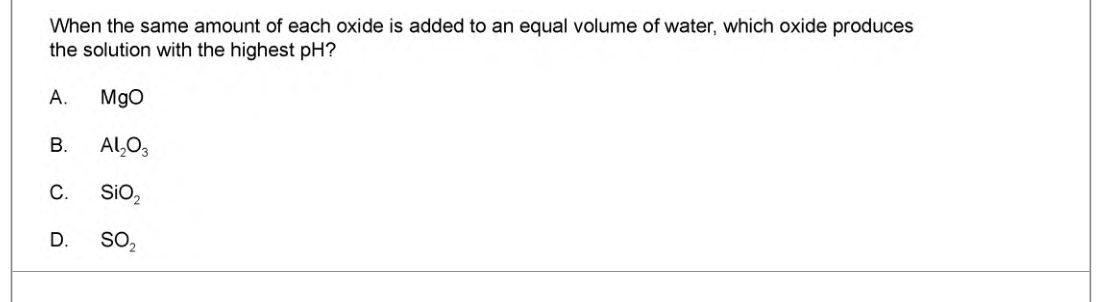 When the same amount of each oxide is added to an equal volume of water, which oxide produces
the solution with the highest pH?
A. MgO
B. Al₂O₃
C. SiO₂
D. SO₂